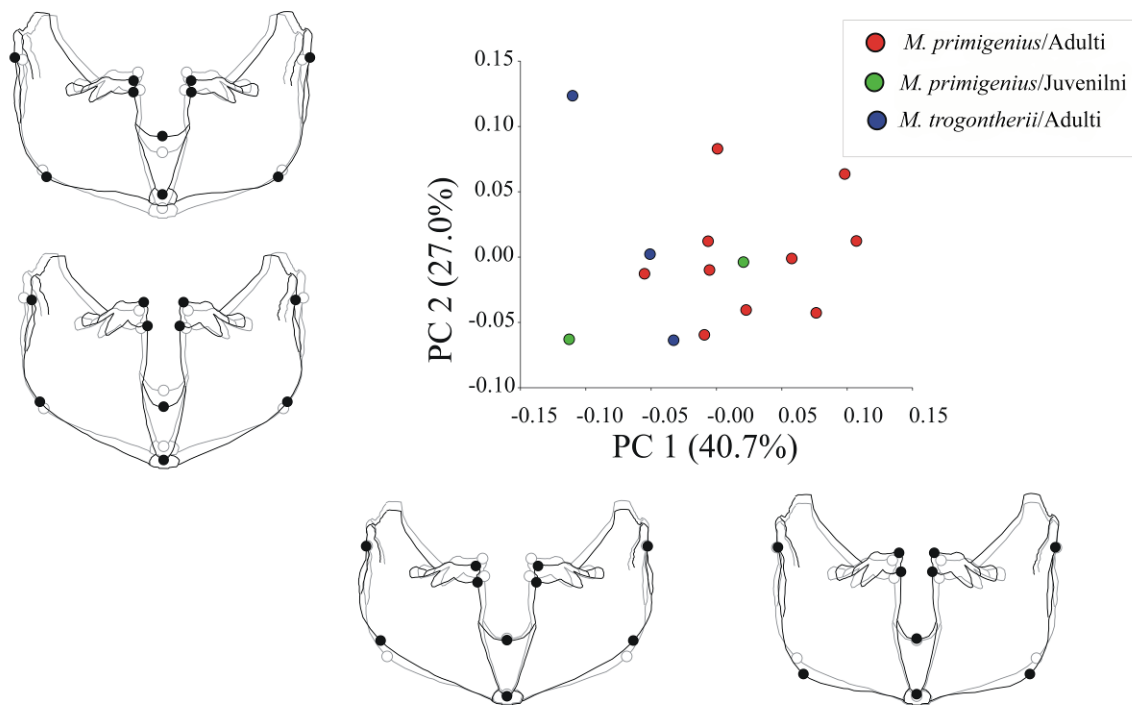 M. primigenius/Adulti
M. primigenius/Juvenilni
M. trogontherii/Adulti
0.15
0.10
0.05
0.00
-0.05
-0.10
PC 2 (27.0%)
-0.15 -0.10 -0.05 -0.00 0.05 0.10 0.15
PC 1 (40.7%)